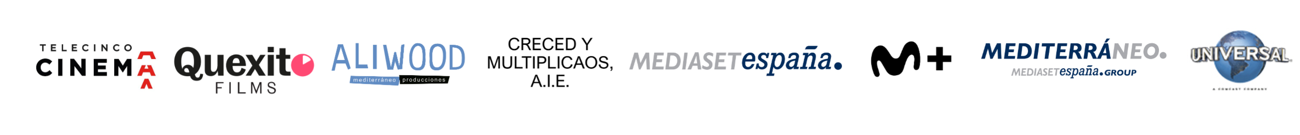 TELECINCO
CINEMA
Quexito
FILMS
ALIWOOD
mediterráneo producciones
CRECED Y
MULTIPLICAOS,
A.I.E.
MEDIASETespaña.
M+
MEDITERRÁNEO.
MEDIASETespaña.GROUP
UNIVERSAL
A COMCAST COMPANY